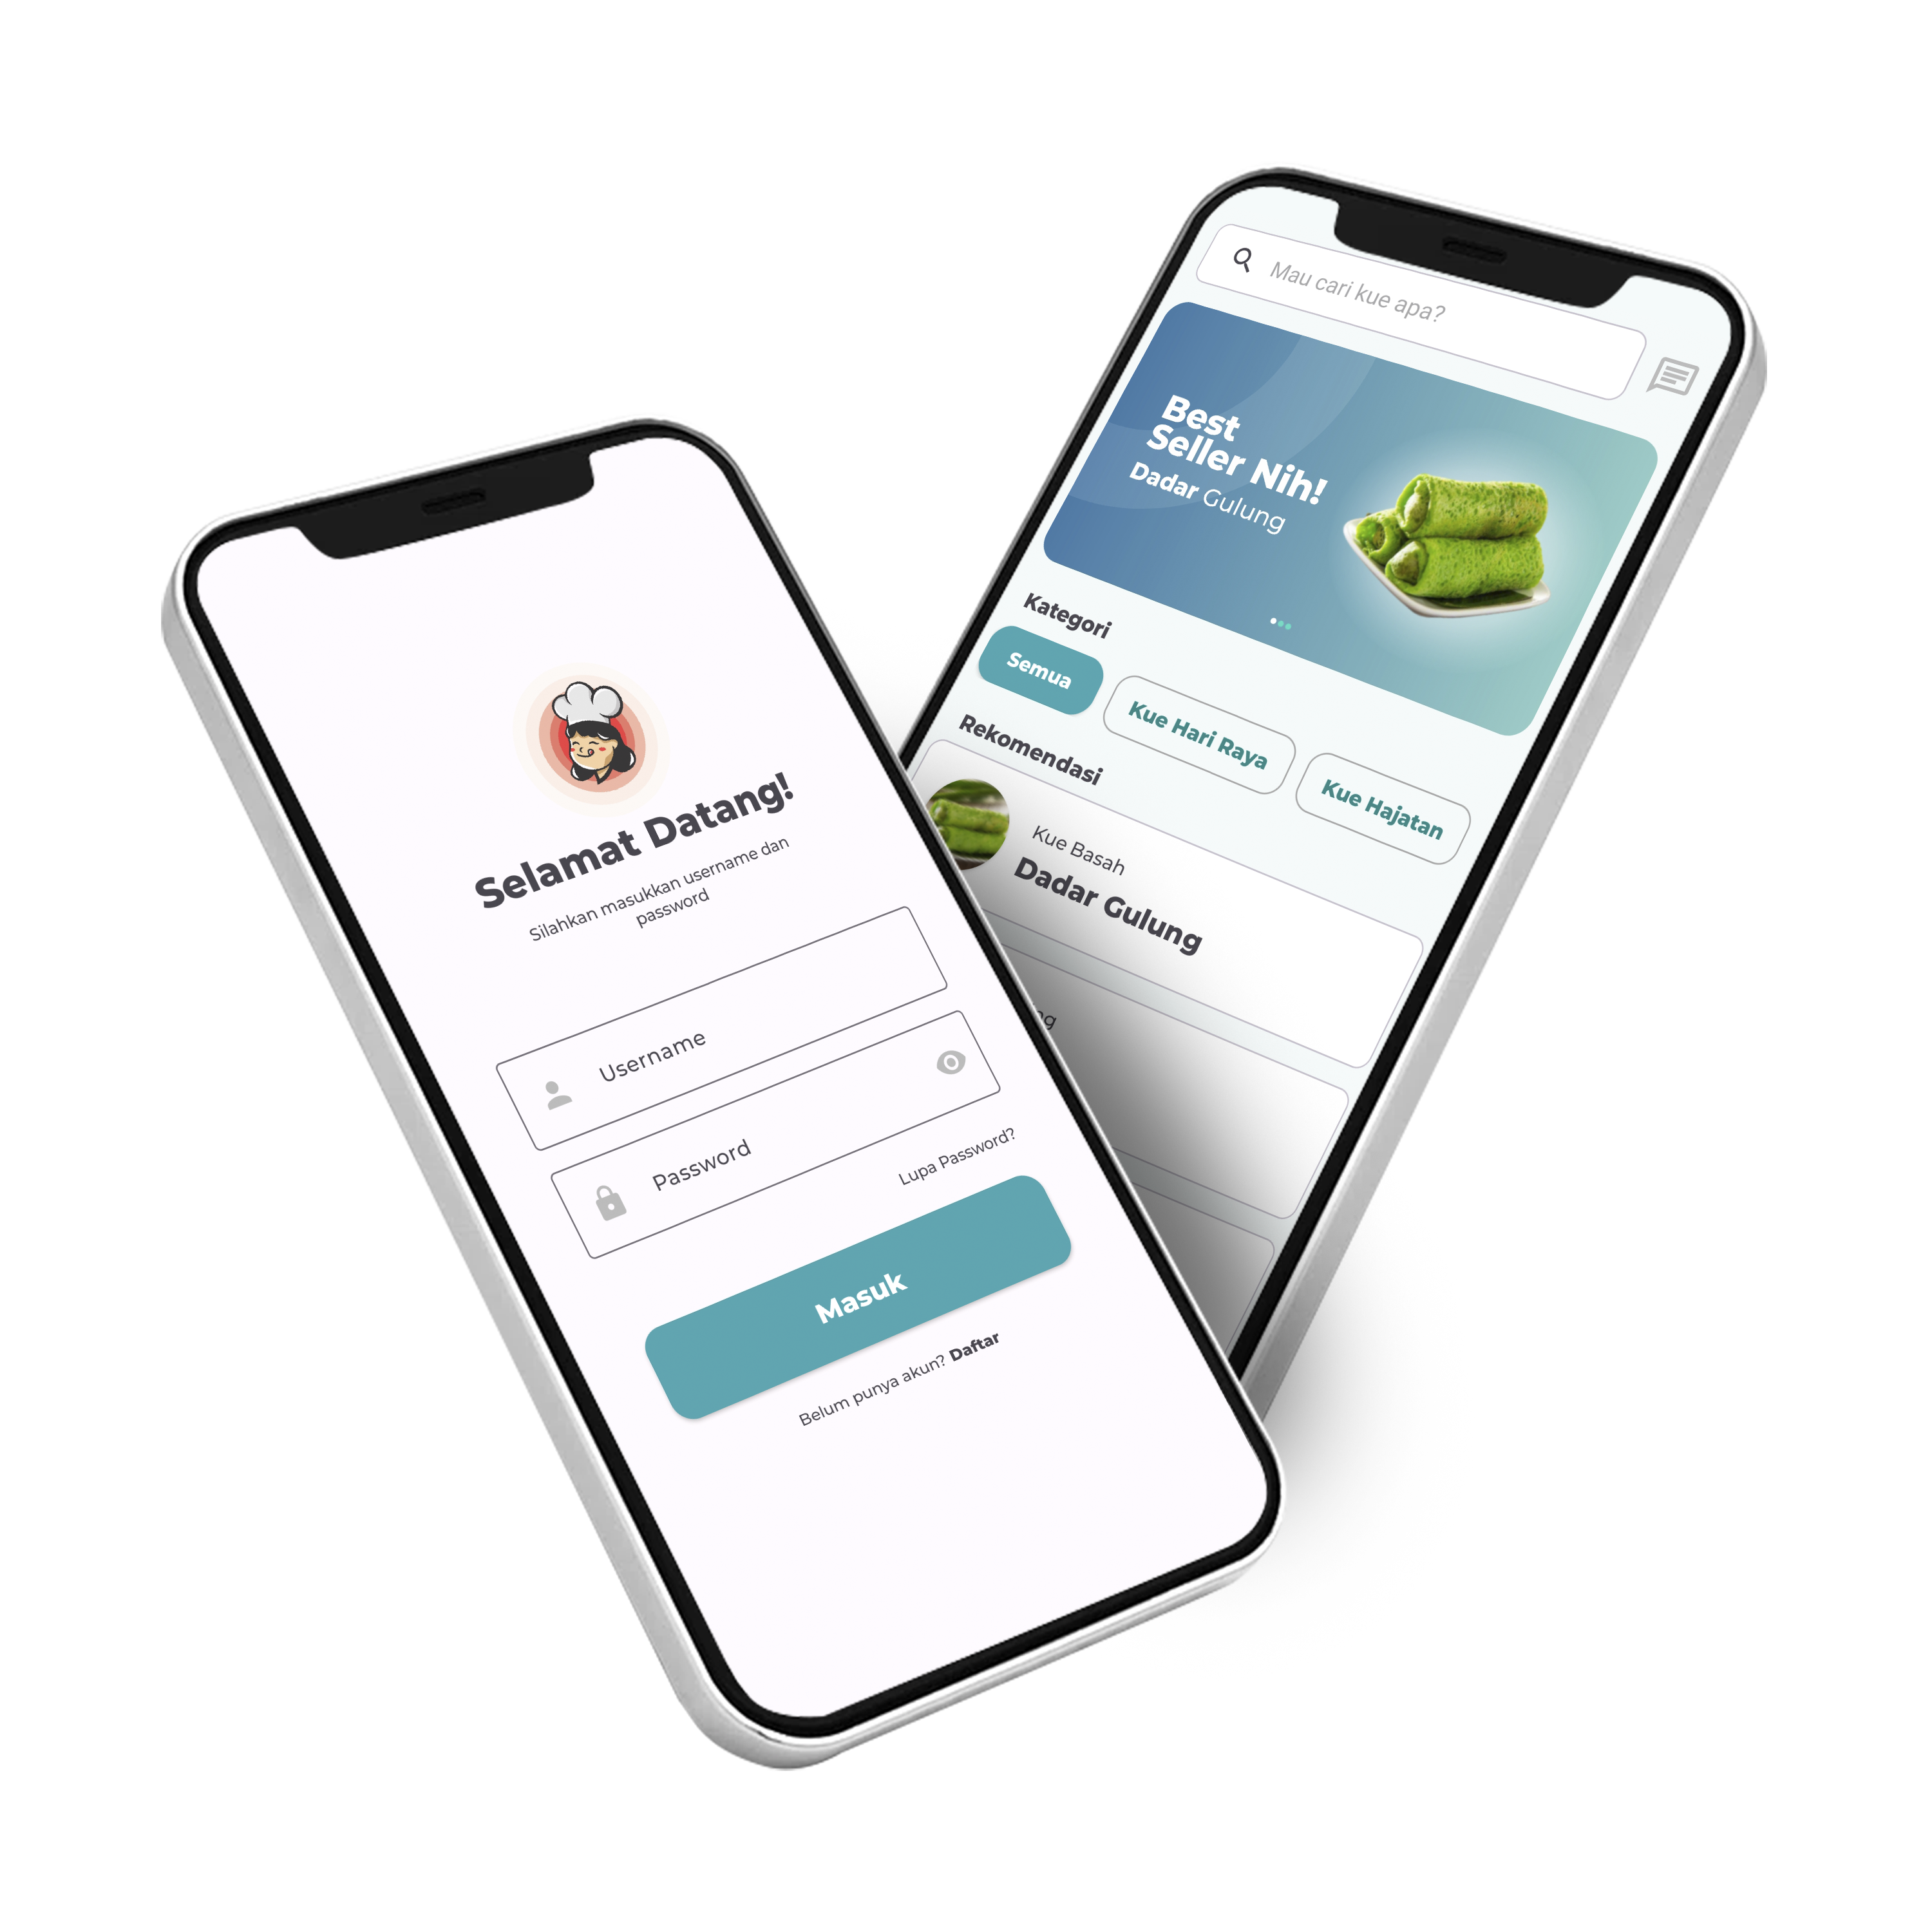 Selamat Datang!
Silahkan masukkan username dan
password
Username
Password
Lupa Password?
Masuk
Belum punya akun? Daftar
Mau cari kue apa?
Best
Seller Nih!
Dadar Gulung
Kategori
Semua
Kue Hari Raya
Kue Hajatan
Rekomendasi
Kue Basah
Dadar Gulung